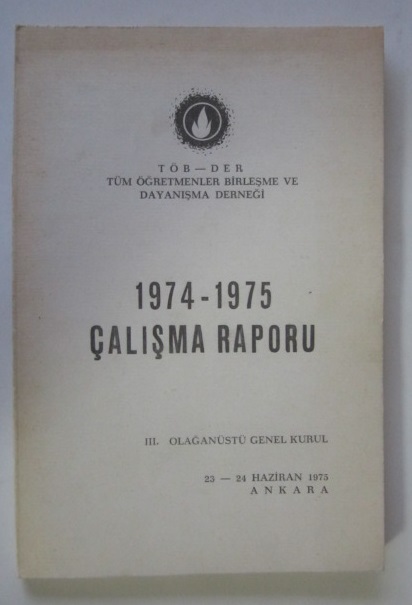 TÖB — DER
TÜM ÖĞRETMENLER BİRLEŞME VE
DAYANIŞMA DERNEĞİ
1974-1975
ÇALIŞMA RAPORU
III. OLAĞANÜSTÜ GENEL KURUL
23 — 24 HAZİRAN 1975
ANKARA